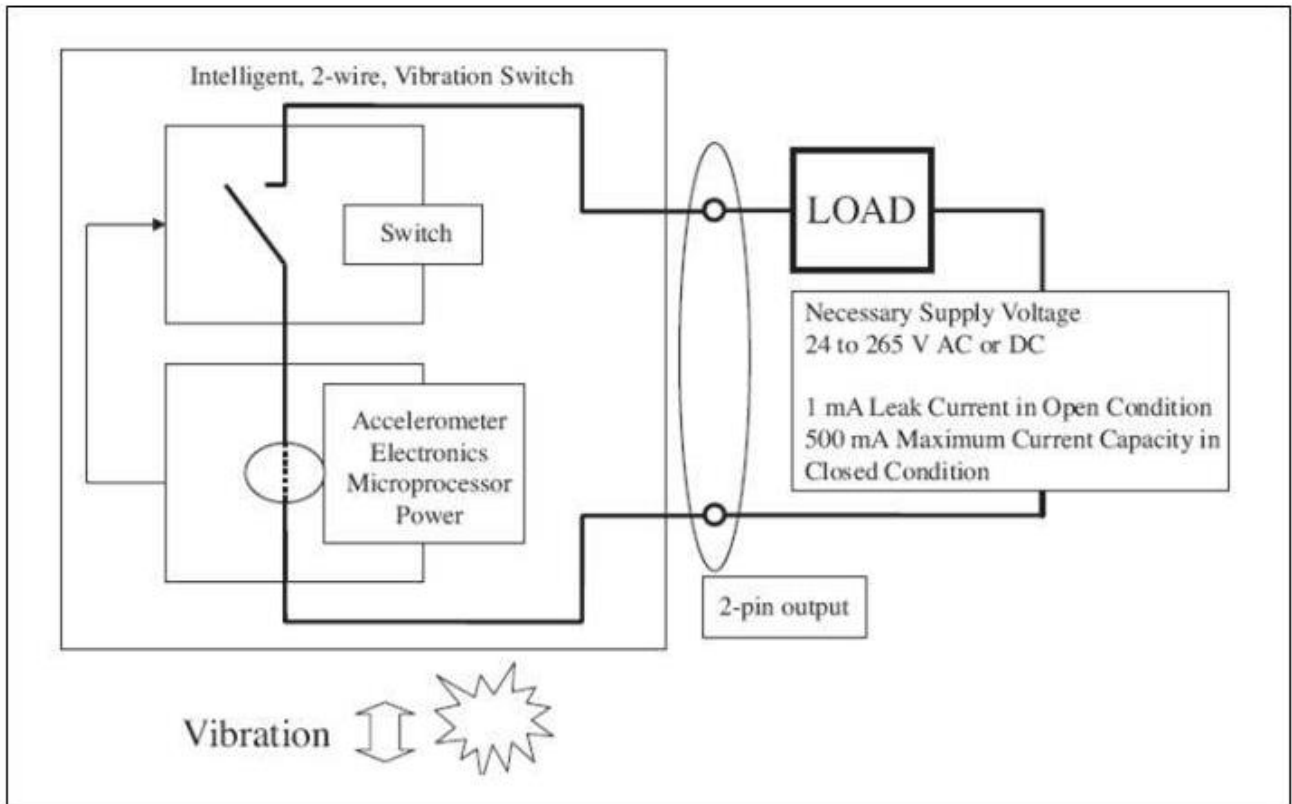 Intelligent, 2-wire, Vibration Switch
Switch
LOAD
Necessary Supply Voltage
24 to 265 V AC or DC
1 mA Leak Current in Open Condition
500 mA Maximum Current Capacity in
Closed Condition
Accelerometer
Electronics
Microprocessor
Power
2-pin output
Vibration